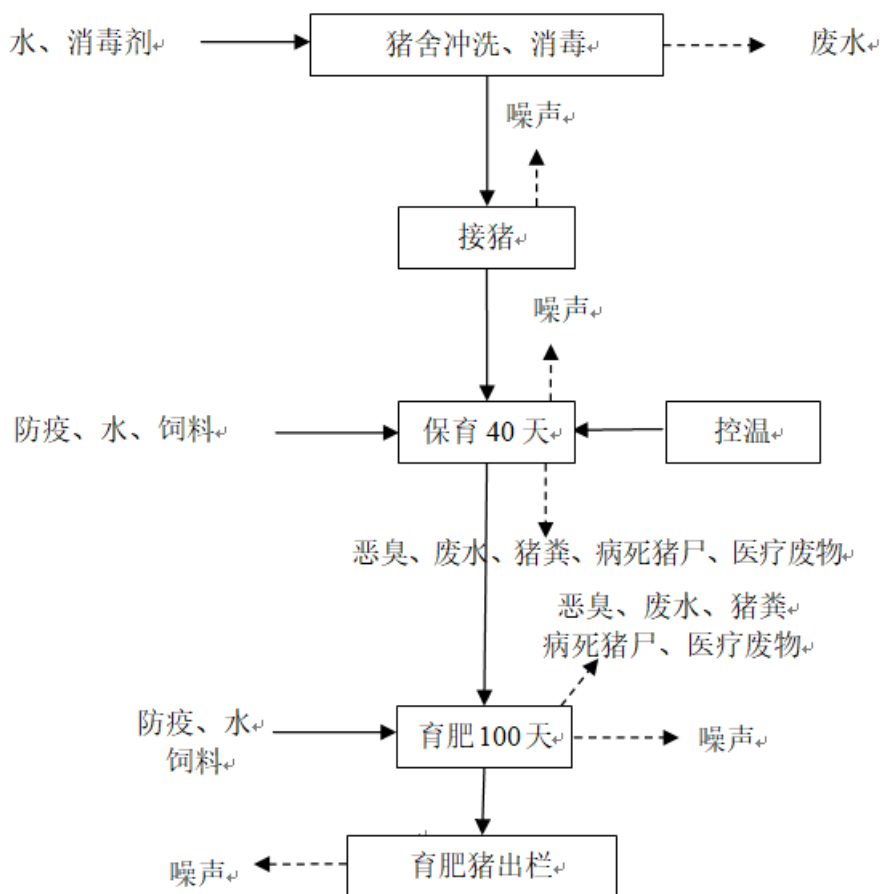 水、消毒剂
猪舍冲洗、消毒
废水
噪声
接猪
噪声
防疫、水、饲料
保育 40 天
控温
恶臭、废水、猪粪、病死猪尸、医疗废物
恶臭、废水、猪粪
病死猪尸、医疗废物
防疫、水
饲料
育肥 100 天
噪声
噪声
育肥猪出栏